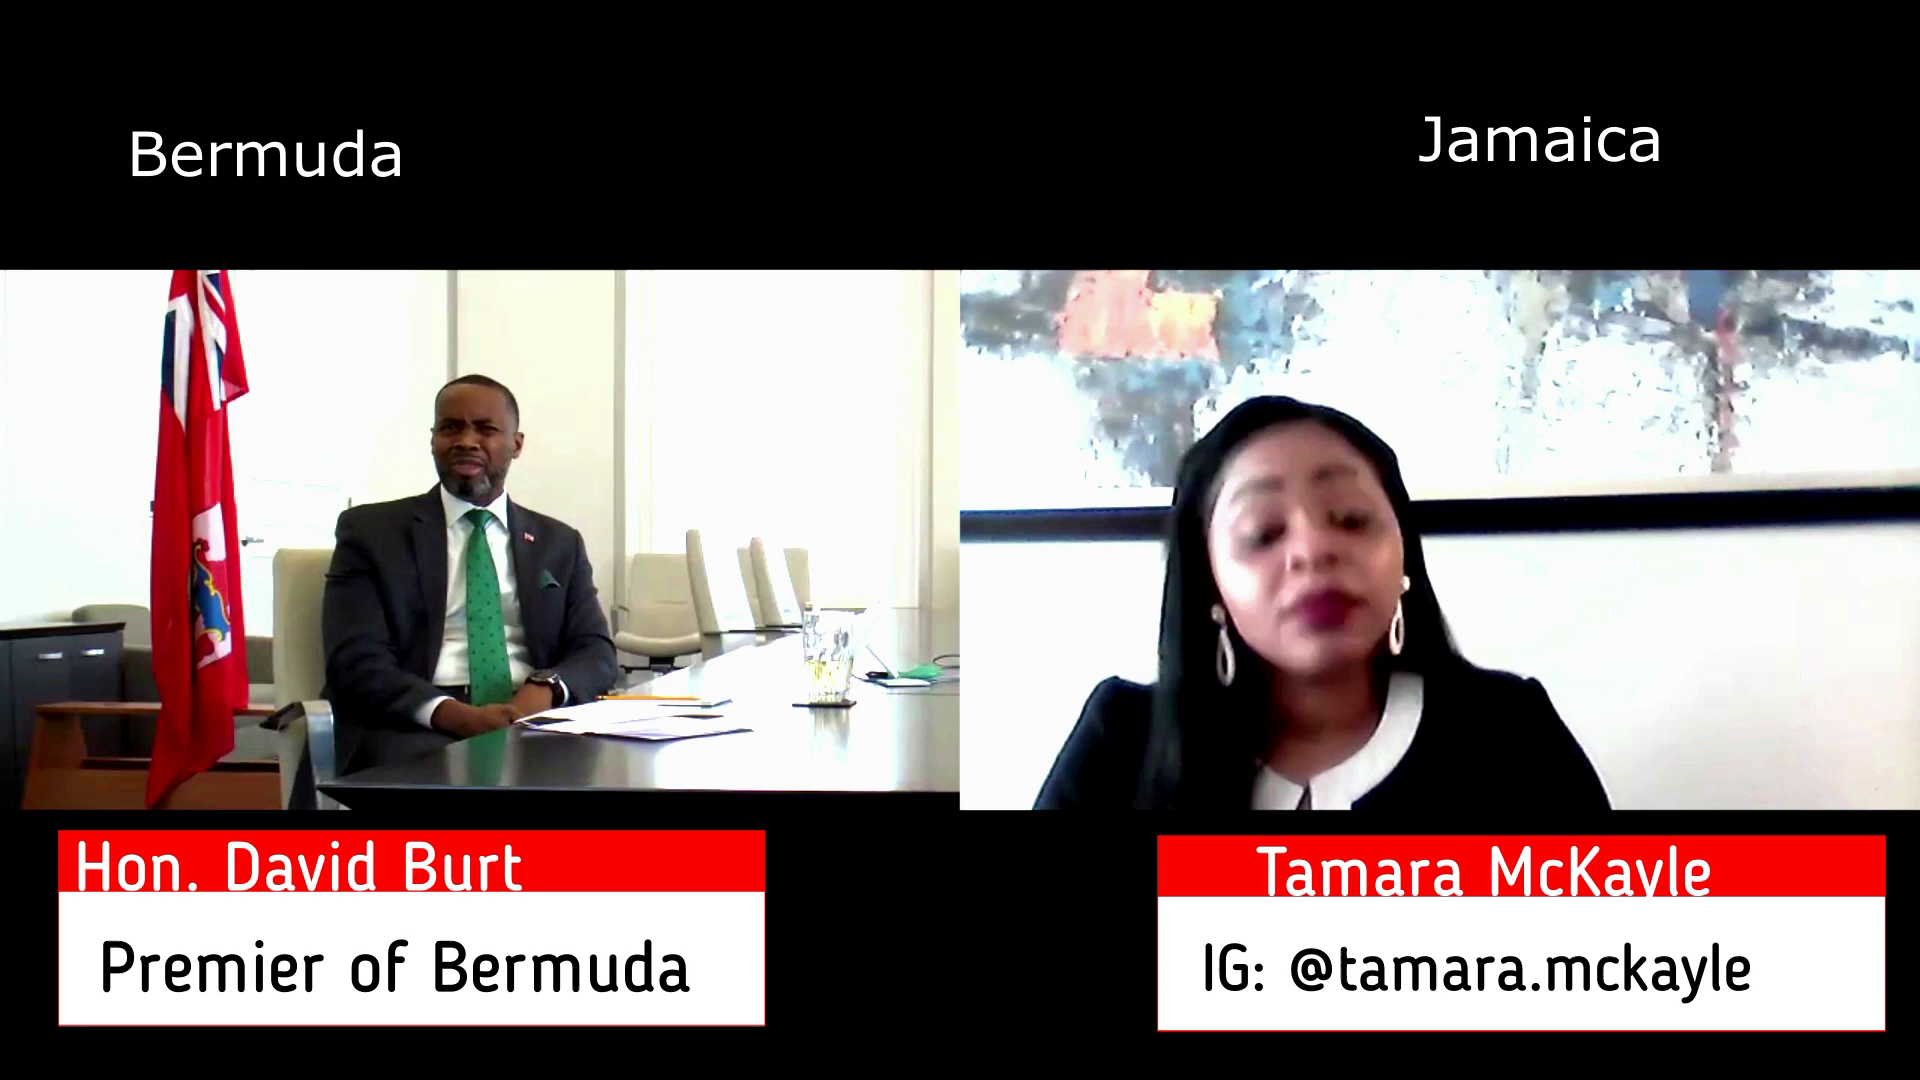 Bermuda
Jamaica
Hon. David Burt
Premier of Bermuda
Tamara McKayle
IG: @tamara.mckayle